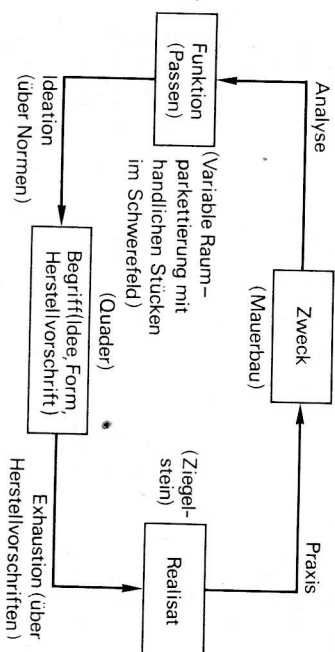 Zweck
(Mauerbau)
Analyse
Praxis
Funktion
(Passen)
(Variable Raum-
parkettierung mit
handlichen Stücken
im Schwerefeld)
(Ziegel-
stein)
Realisat
Ideation
(über Normen)
(Quader)
Begriff(Idee, Form,
Herstellvorschrift)
Exhaustion (über
Herstellvorschriften)